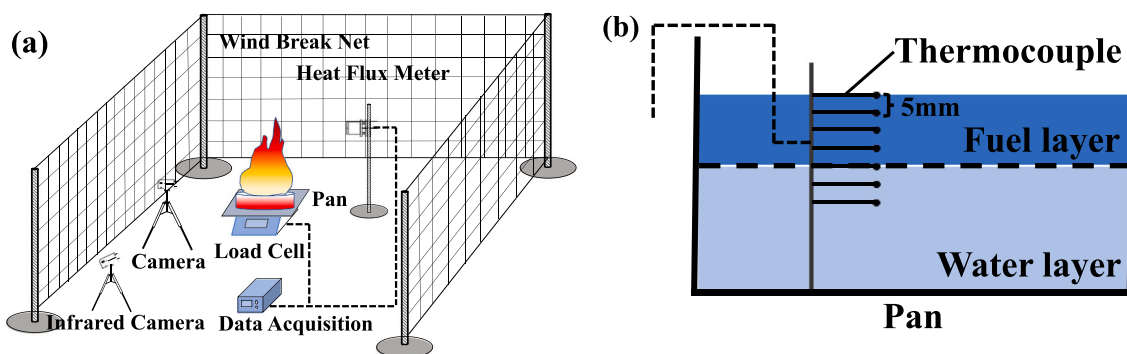 (a)
Wind Break Net
Heat Flux Meter
Pan
Load Cell
Camera
Infrared Camera
Data Acquisition
(b)
Thermocouple
5mm
Fuel layer
Water layer
Pan